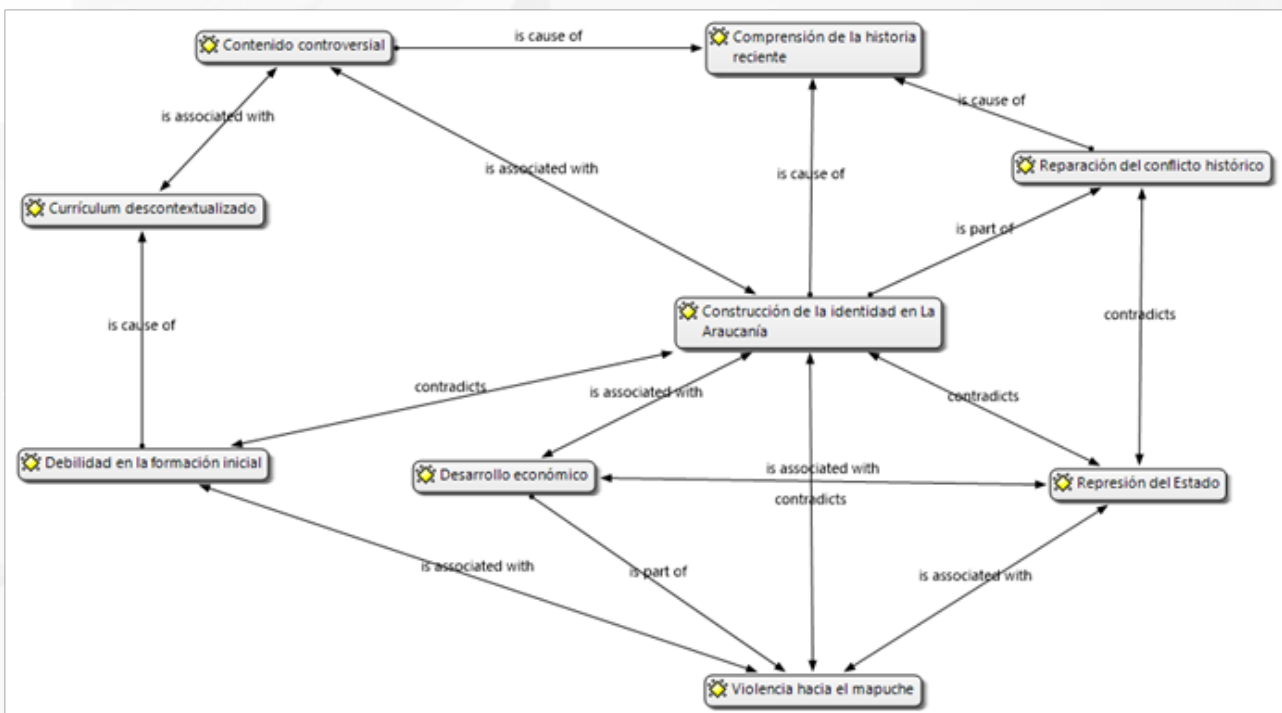 Contenido controversial
is cause of
Comprensión de la historia
reciente
is cause of
is associated with
is associated with
Reparación del conflicto histórico
is cause of
Currículum descontextualizado
is part of
Construcción de la identidad en La
Araucanía
is cause of
contradicts
contradicts
is associated with
contradicts
Debilidad en la formación inicial
Desarrollo económico
is associated with
Represión del Estado
contradicts
is associated with
is part of
is associated with
Violencia hacia el mapuche